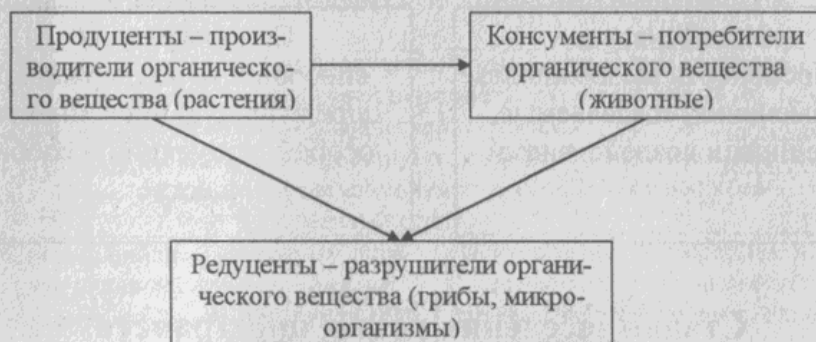 Продуценты – произ-
водители органическо-
го вещества (растения)
Консументы – потребители
органического вещества
(животные)
Редуценты – разрушители органи-
ческого вещества (грибы, микро-
организмы)